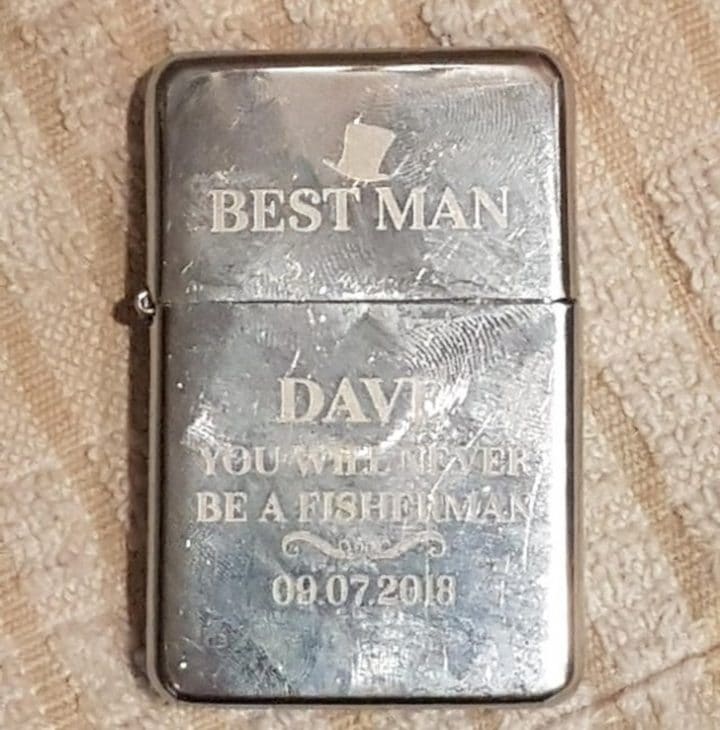 BEST MAN
DAVE
YOU WILL NEVER
BE A FISHERMAN
09.07.2018